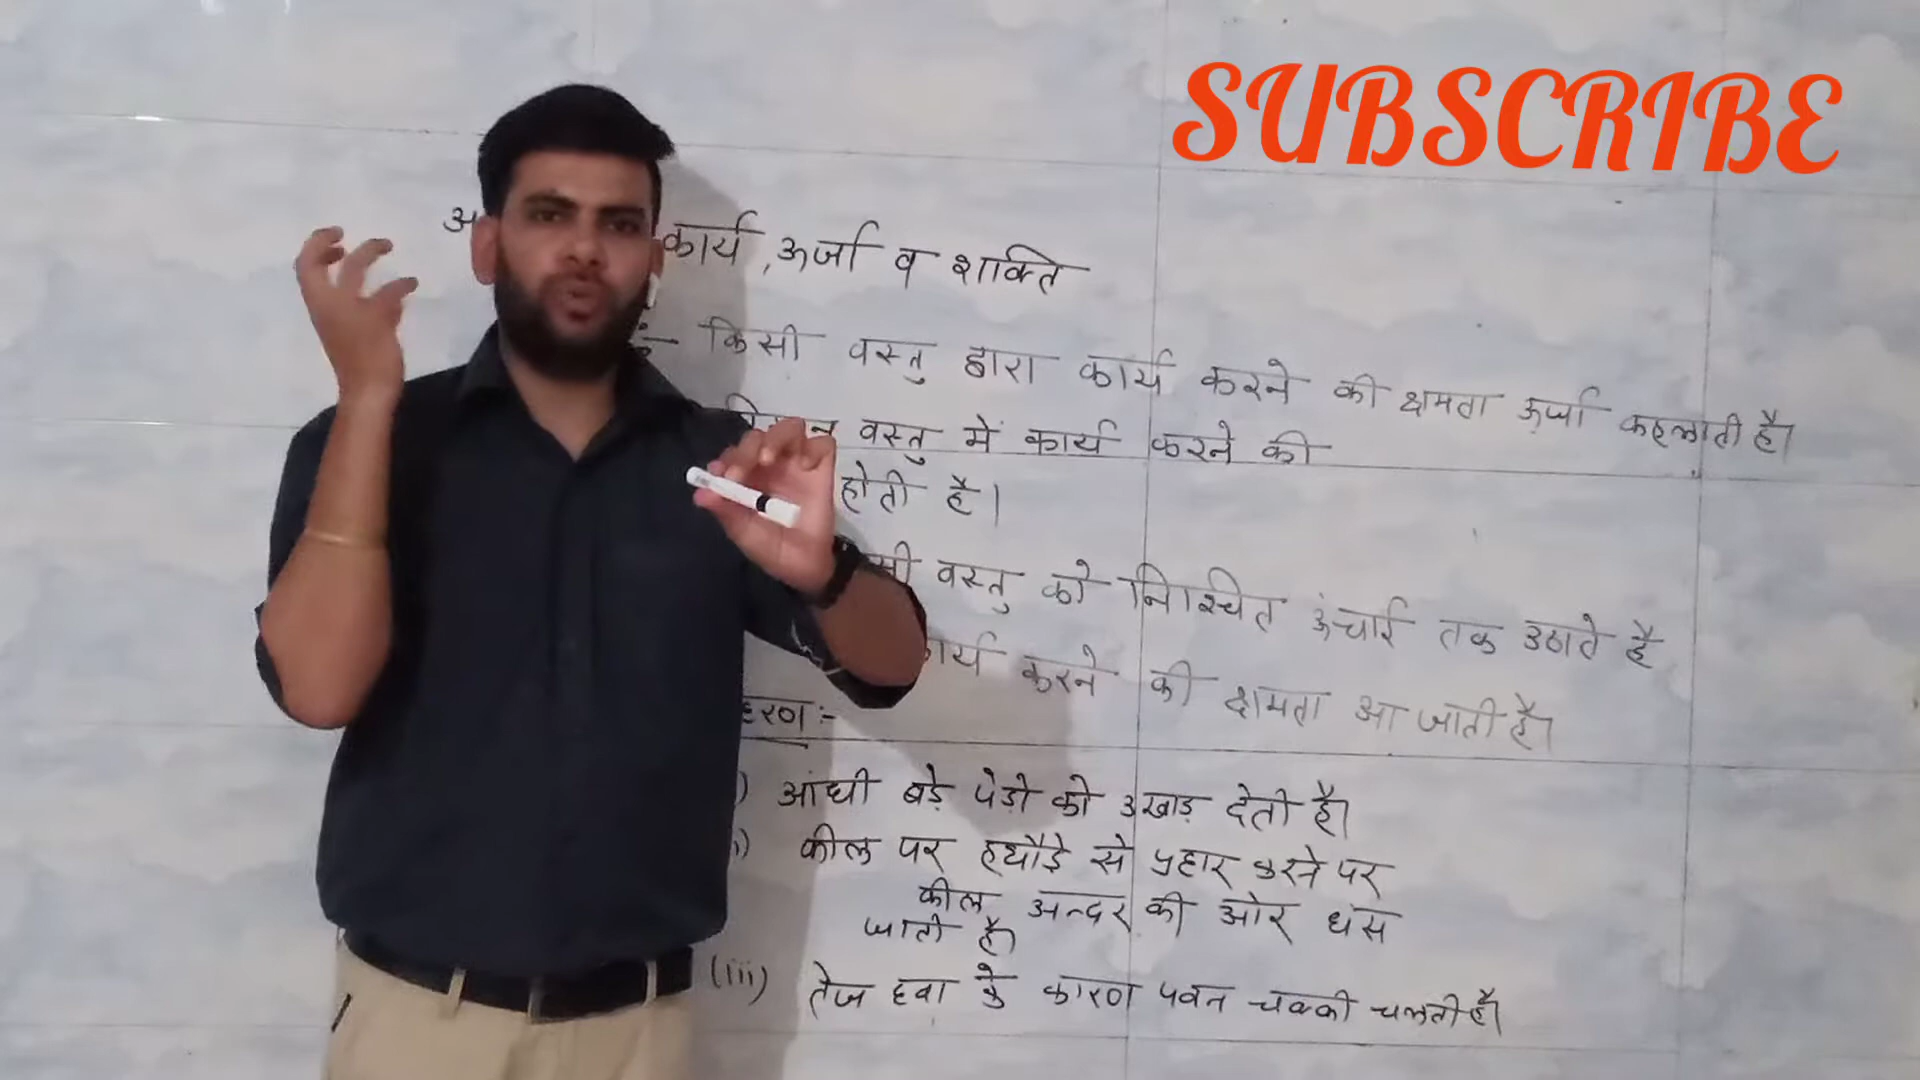 SUBSCRIBE
कार्य, ऊर्जा व शक्ति
:- किसी वस्तु द्वारा कार्य करने की क्षमता ऊर्जा कहलाती है।
वस्तु में कार्य करने की
होती है।
वस्तु को निश्चित ऊंचाई तक उठाते है
करने की क्षमता आ जाती है।
आंधी बड़े पेड़ो को उखाड़ देती है।
कील पर हथौड़े से प्रहार करने पर
कील अन्दर की ओर धंस
जाती है।
(iii) तेज हवा के कारण पवन चक्की चलती है।